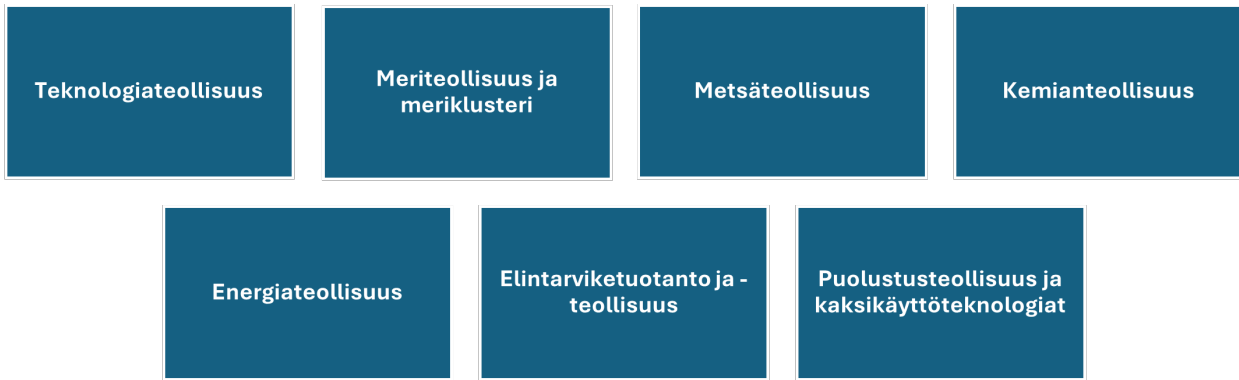 Teknologiateollisuus
Meriteollisuus ja
meriklusteri
Metsäteollisuus
Kemianteollisuus
Energiateollisuus
Elintarviketuotanto ja -
teollisuus
Puolustusteollisuus ja
kaksikäyttöteknologiat